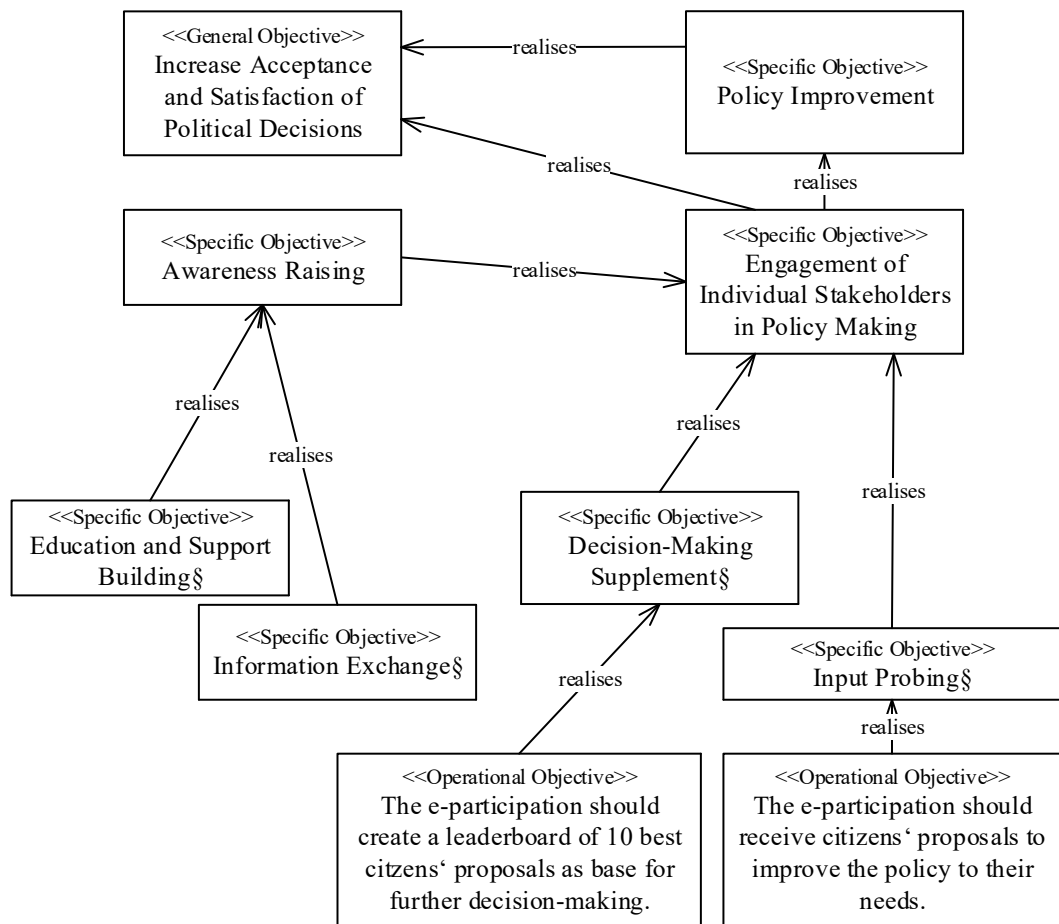 <<General Objective>>
Increase Acceptance
and Satisfaction of
Political Decisions
realises
<<Specific Objective>>
Policy Improvement
realises
realises
<<Specific Objective>>
Awareness Raising
realises
<<Specific Objective>>
Engagement of
Individual Stakeholders
in Policy Making
realises
realises
realises
realises
<<Specific Objective>>
Education and Support
Building§
<<Specific Objective>>
Decision-Making
Supplement§
<<Specific Objective>>
Information Exchange§
<<Specific Objective>>
Input Probing§
realises
realises
<<Operational Objective>>
The e-participation should
create a leaderboard of 10 best
citzens‘ proposals as base for
further decision-making.
<<Operational Objective>>
The e-participation should
receive citizens‘ proposals to
improve the policy to their
needs.